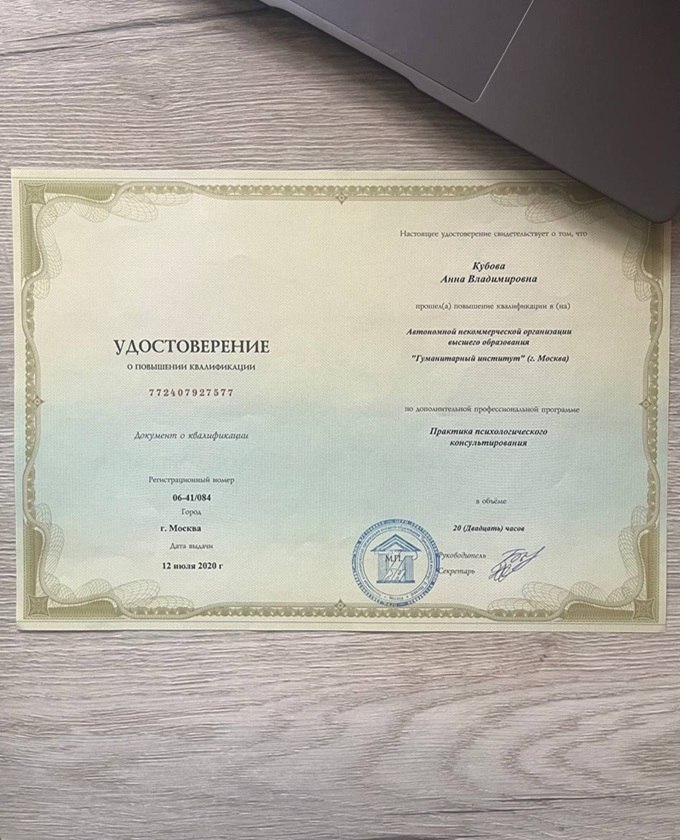 УДОСТОВЕРЕНИЕ
О ПОВЫШЕНИИ КВАЛИФИКАЦИИ
772407927577
Документ о квалификации
Регистрационный номер
06-41/084
Город
г. Москва
Дата выдачи
12 июля 2020 г
Настоящее удостоверение свидетельствует о том, что
Кубова
Анна Владимировна
прошел(а) повышение квалификации в (на)
Автономной некоммерческой организации
высшего образования
"Гуманитарный институт" (г. Москва)
по дополнительной профессиональной программе
Практика психологического
консультирования
в объёме
20 (Двадцать) часов
М.П.
Руководитель
Секретарь